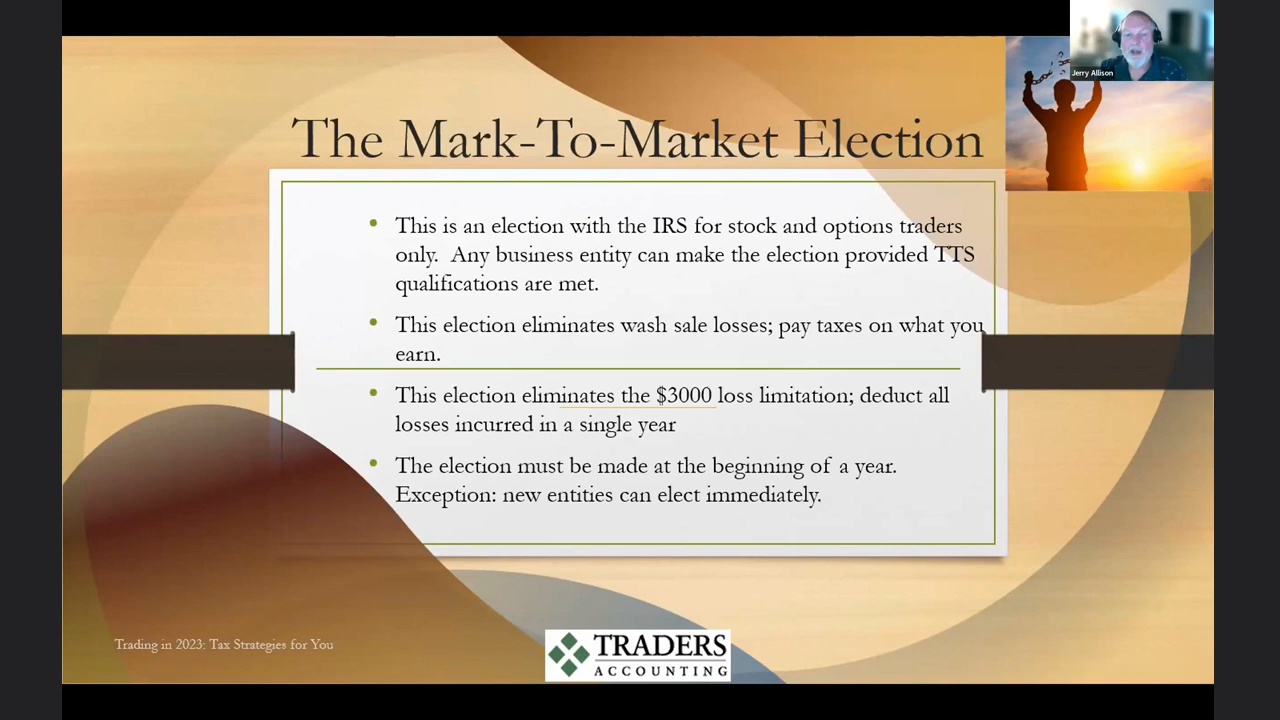 Jerry Allison
The Mark-To-Market Election
• This is an election with the IRS for stock and options traders
only.  Any business entity can make the election provided TTS
qualifications are met.
• This election eliminates wash sale losses; pay taxes on what you
earn.
• This election eliminates the $3000 loss limitation; deduct all
losses incurred in a single year
• The election must be made at the beginning of a year.
Exception: new entities can elect immediately.
Trading in 2023: Tax Strategies for You
TRADERS
ACCOUNTING